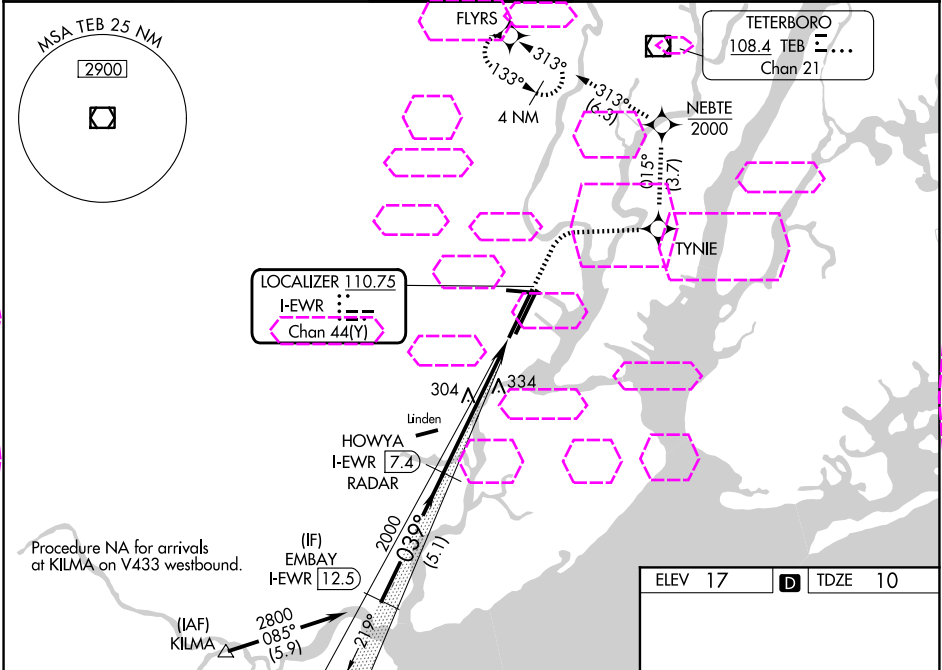 MSA TEB 25 NM
2900
FLYRS
313°
133°
4 NM
313°
(6.3)
TETERBORO
108.4 TEB
Chan 21
NEBTE
2000
015°
(3.7)
TYNIE
LOCALIZER 110.75
I-EWR
Chan 44(Y)
304
334
Linden
HOWYA
I-EWR 7.4
RADAR
2000
039°
(5.1)
(IF)
EMBAY
I-EWR 12.5
Procedure NA for arrivals
at KILMA on V433 westbound.
(IAF)
KILMA
2800
085°
(5.9)
219°
ELEV 17 D TDZE 10